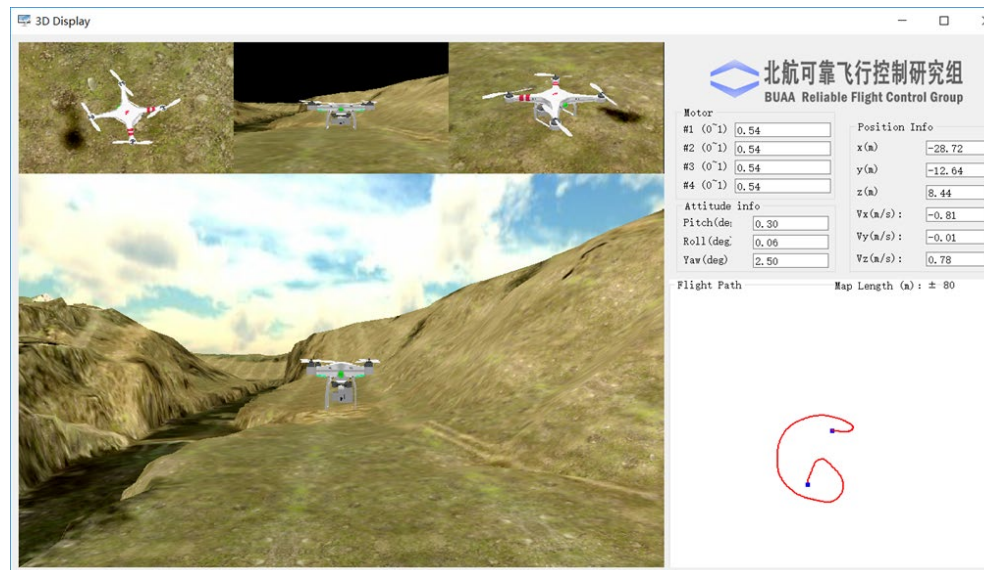 3D Display
北航可靠飞行控制研究组
BUAA Reliable Flight Control Group
Motor
#1 (0~1) 0.54
#2 (0~1) 0.54
#3 (0~1) 0.54
#4 (0~1) 0.54
Attitude info
Pitch(de
0.30
Roll(deg
0.06
Yaw(deg) 2.50
Position Info
x(m) -28.72
y(m) -12.64
z(m) 8.44
Vx(m/s): -0.81
Vy(m/s): -0.01
Vz(m/s): 0.78
Flight Path
Map Length (m): ± 80